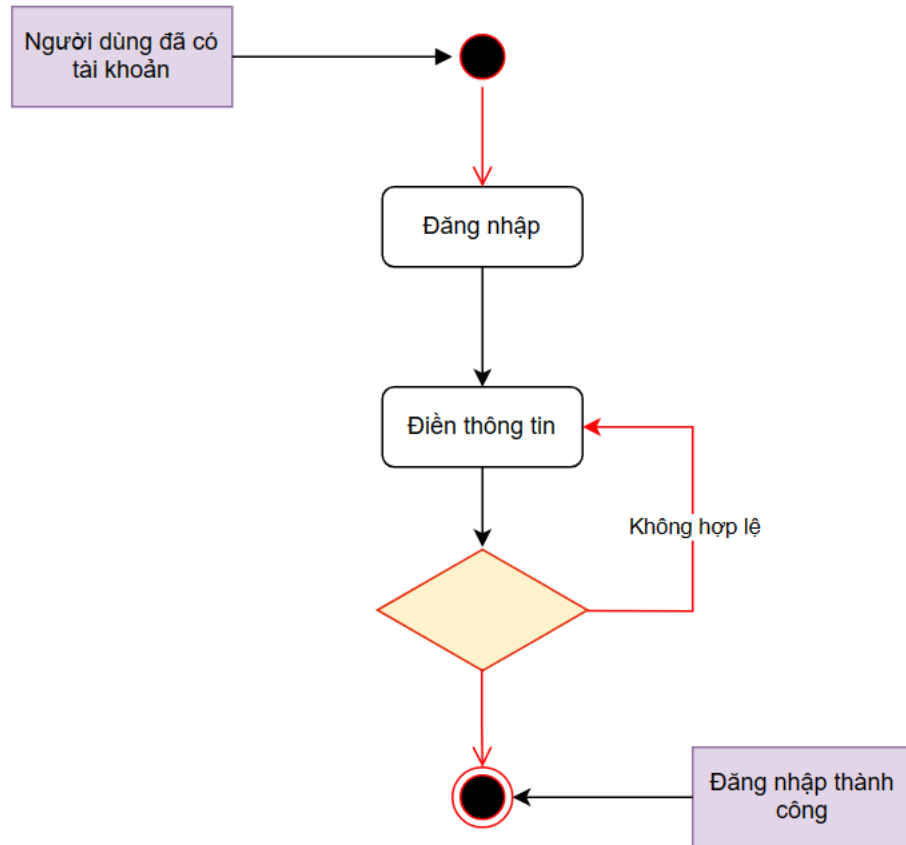 Người dùng đã có
tài khoản
Đăng nhập
Điền thông tin
Không hợp lệ
Đăng nhập thành
công